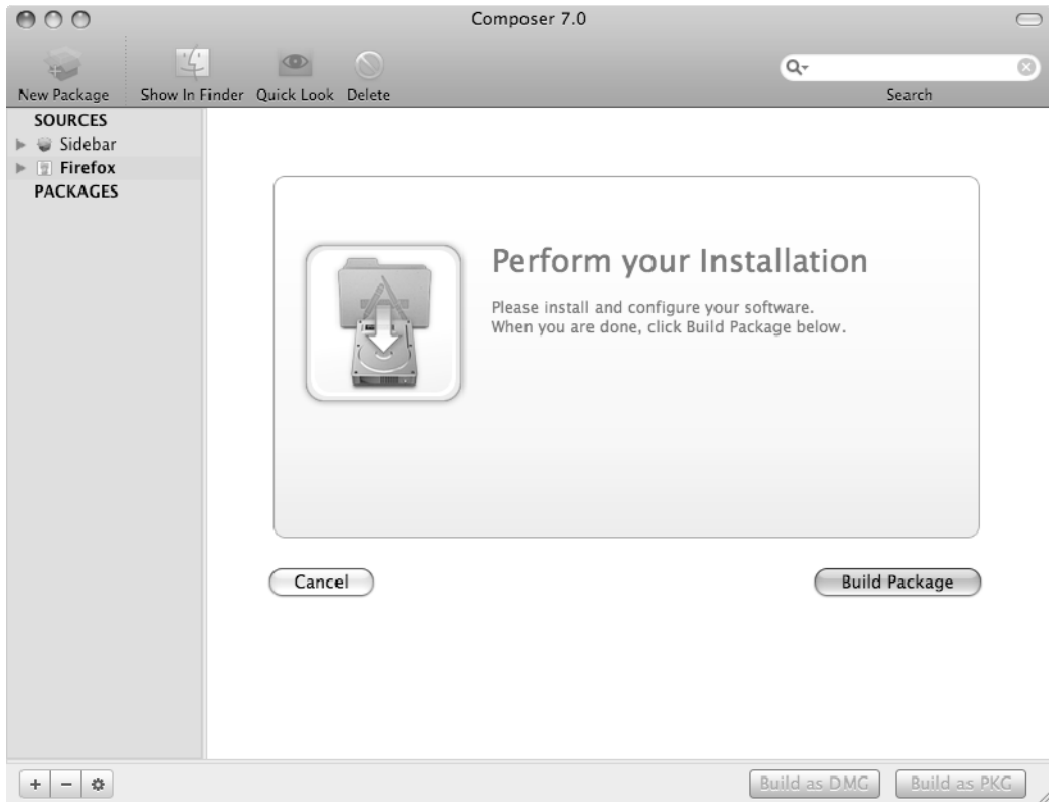 Composer 7.0
New Package
Show In Finder
Quick Look
Delete
Search
SOURCES
Sidebar
Firefox
PACKAGES
Perform your Installation
Please install and configure your software.
When you are done, click Build Package below.
Cancel
Build Package
Build as DMG
Build as PKG